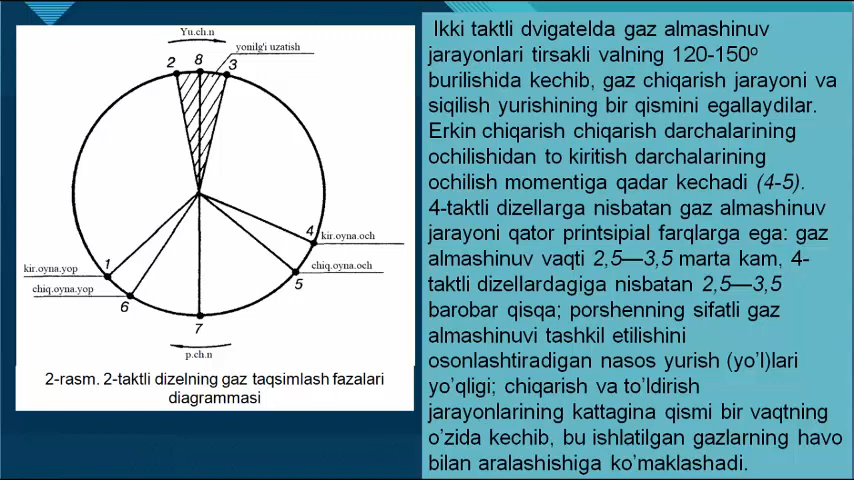 Yu.ch.n
yonilg'i uzatish
2 8 3
4
kir.oyna.och
chiq.oyna.och
5
1
kir.oyna.yop
chiq.oyna.yop
6
7
p.ch.n
2-rasm. 2-taktli dizelning gaz taqsimlash fazalari
diagrammasi
Ikki taktli dvigatelda gaz almashinuv
jarayonlari tirsakli valning 120-150º
burilishida kechib, gaz chiqarish jarayoni va
siqilish yurishining bir qismini egallaydilar.
Erkin chiqarish chiqarish darchalarining
ochilishidan to kiritish darchalarining
ochilish momentiga qadar kechadi (4-5).
4-taktli dizellarga nisbatan gaz almashinuv
jarayoni qator printsipial farqlarga ega: gaz
almashinuv vaqti 2,5—3,5 marta kam, 4-
taktli dizellardagiga nisbatan 2,5—3,5
barobar qisqa; porshenning sifatli gaz
almashinuvi tashkil etilishini
osonlashtiradigan nasos yurish (yo’l)lari
yo’qligi; chiqarish va to’ldirish
jarayonlarining kattagina qismi bir vaqtning
o’zida kechib, bu ishlatilgan gazlarning havo
bilan aralashishiga ko’maklashadi.